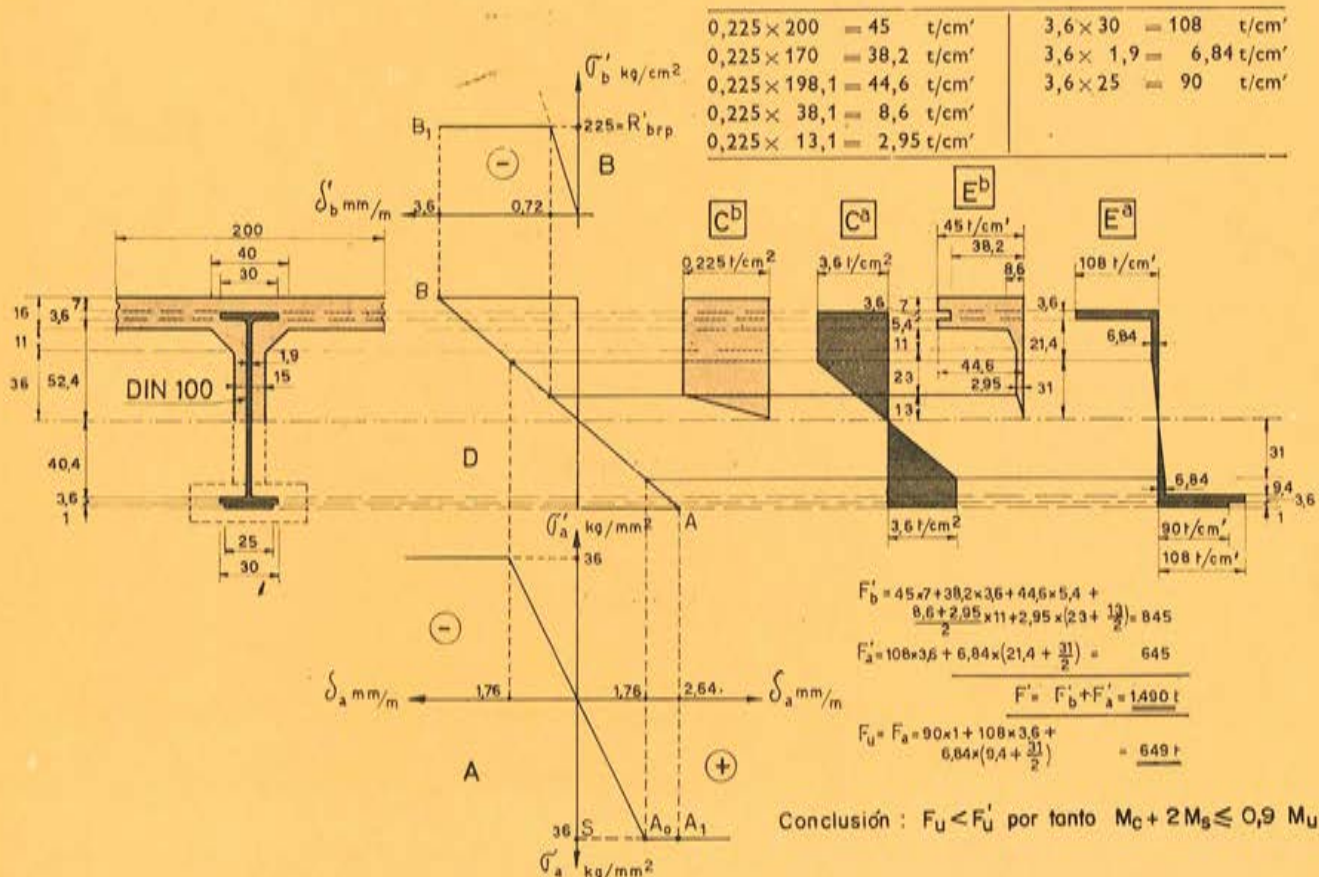 0,225 × 200 = 45 t/cm' 3,6 × 30 = 108 t/cm'
0,225 × 170 = 38,2 t/cm' 3,6 × 1,9 = 6,84 t/cm'
0,225 × 198,1 = 44,6 t/cm' 3,6 × 25 = 90 t/cm'
0,225 × 38,1 = 8,6 t/cm'
0,225 × 13,1 = 2,95 t/cm'
σ'b kg/cm2
B1
225 = R'brp
−
B
δ'b mm/m
3,6
0,72
200
40
30
16
7
3,6
11
1,9
15
36
52,4
DIN 100
40,4
3,6
1
25
30
B
D
A
Cb
0,225 t/cm2
Ca
3,6 t/cm2
3,6
7
5,4
11
23
13
3,6 t/cm2
Eb
45 t/cm'
38,2
8,6
44,6
2,95
3,6
21,4
31
Ea
108 t/cm'
6,84
31
6,84
9,4
3,6
1
90 t/cm'
108 t/cm'
σ'a kg/mm2
36
−
δa mm/m
1,76
1,76
2,64
δa mm/m
A
+
36
S
A0
A1
σa kg/mm2
F'b = 45×7+38,2×3,6+44,6×5,4 +
8,6+2,95/2 ×11+2,95×(23+ 13/2) = 845
F'a = 108×3,6 + 6,84×(21,4 + 31/2) = 645
F' = F'b + F'a = 1.490 t
Fu = Fa = 90×1 + 108×3,6 +
6,84×(9,4 + 31/2) = 649 t
Conclusión : Fu < F'u por tanto Mc + 2 Ms ≤ 0,9 Mu